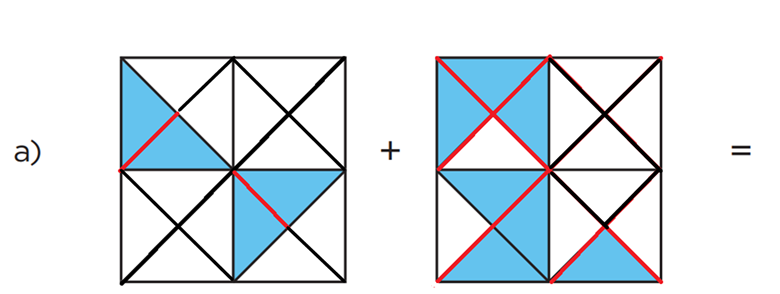 a) + =